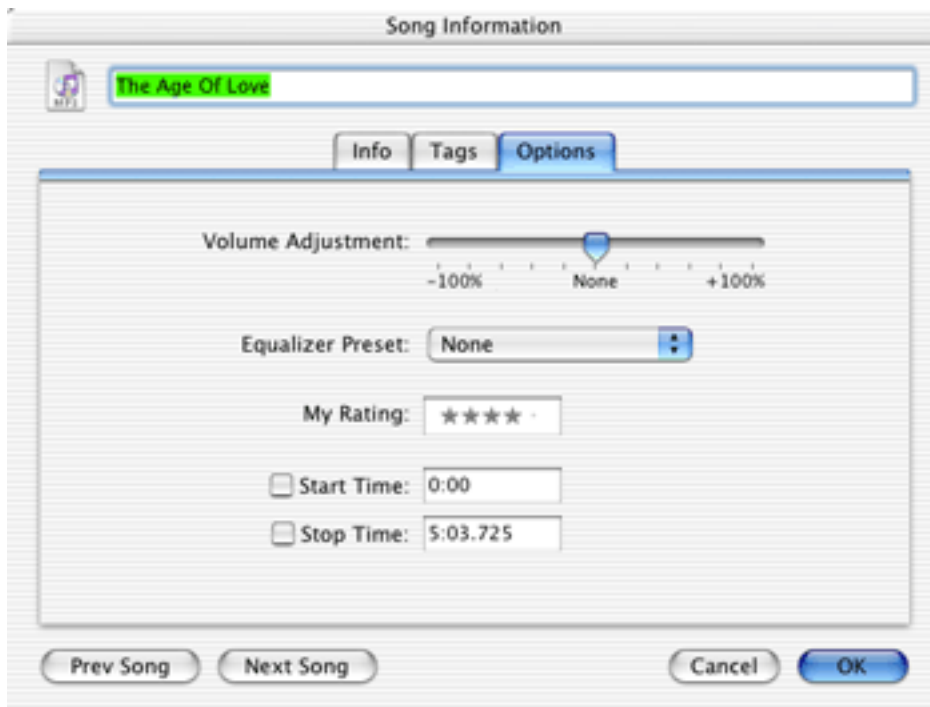 Song Information
MP3
The Age Of Love
Info Tags Options
Volume Adjustment:
-100% None +100%
Equalizer Preset: None
My Rating: ★★★★ ·
Start Time: 0:00
Stop Time: 5:03.725
Prev Song Next Song Cancel OK